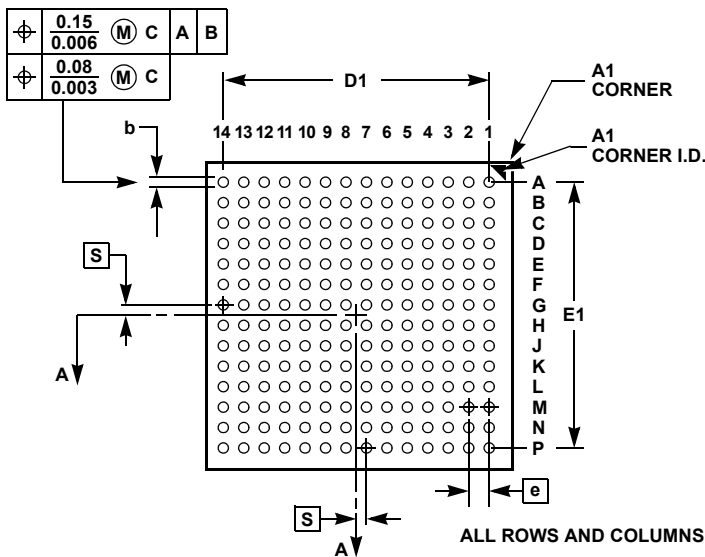 0.15 M C A B
0.006
0.08 M C
0.003
D1
A1
CORNER
A1
CORNER I.D.
b
14 13 12 11 10 9 8 7 6 5 4 3 2 1
A
B
C
D
E
F
G
H
J
K
L
M
N
P
S
E1
A
e
S
A
ALL ROWS AND COLUMNS